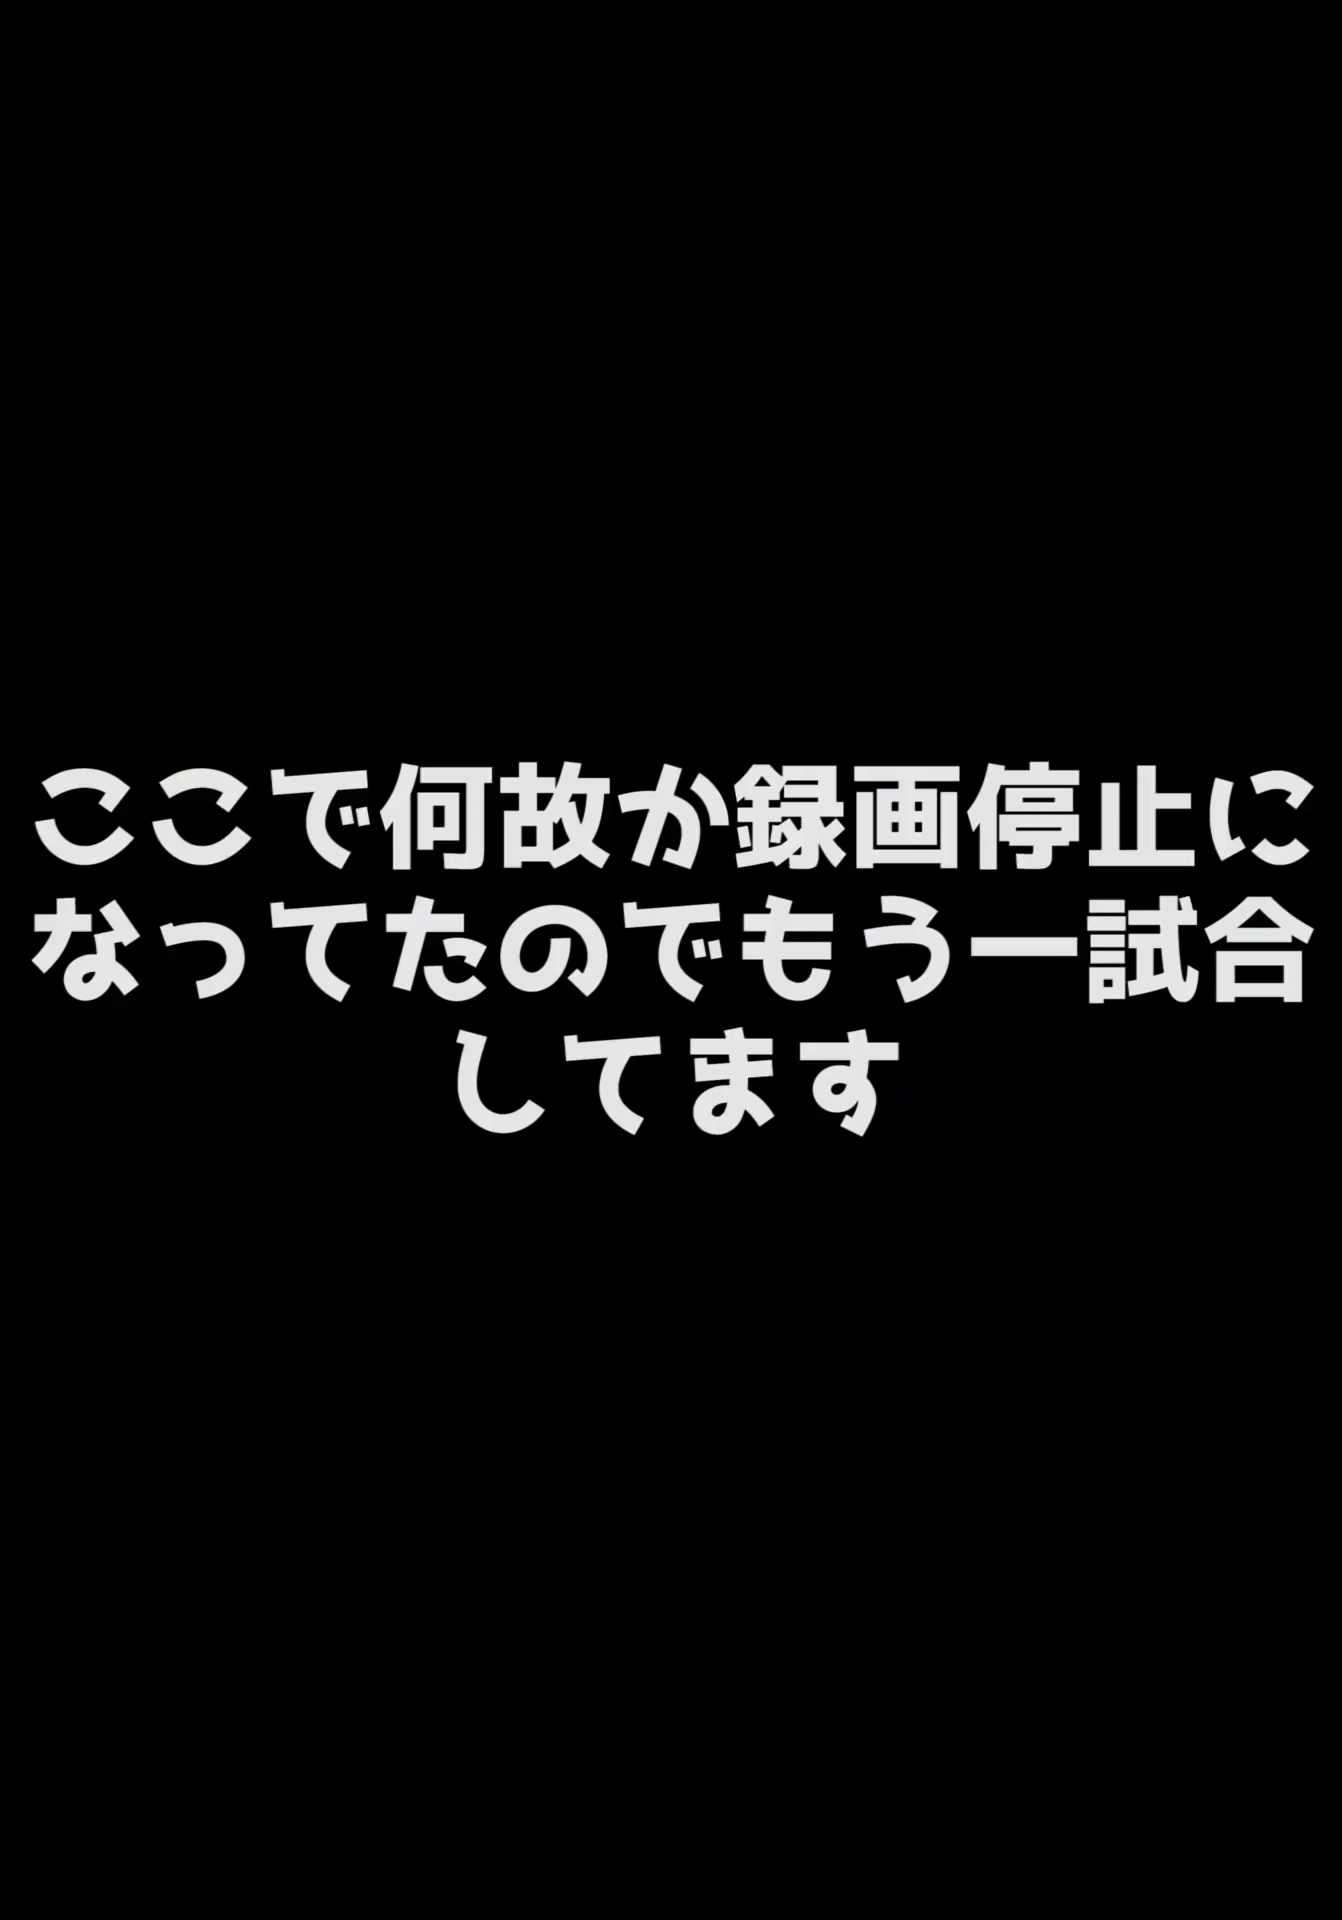 ここで何故か録画停止に
なってたのでもう一試合
してます